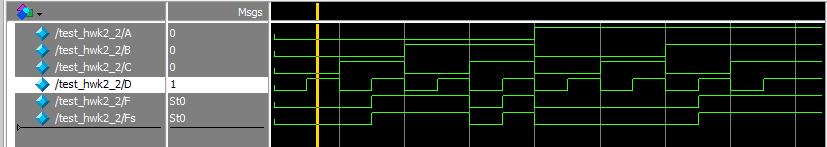 Msgs
/test_hwk2_2/A 0
/test_hwk2_2/B 0
/test_hwk2_2/C 0
/test_hwk2_2/D 1
/test_hwk2_2/F St0
/test_hwk2_2/Fs St0